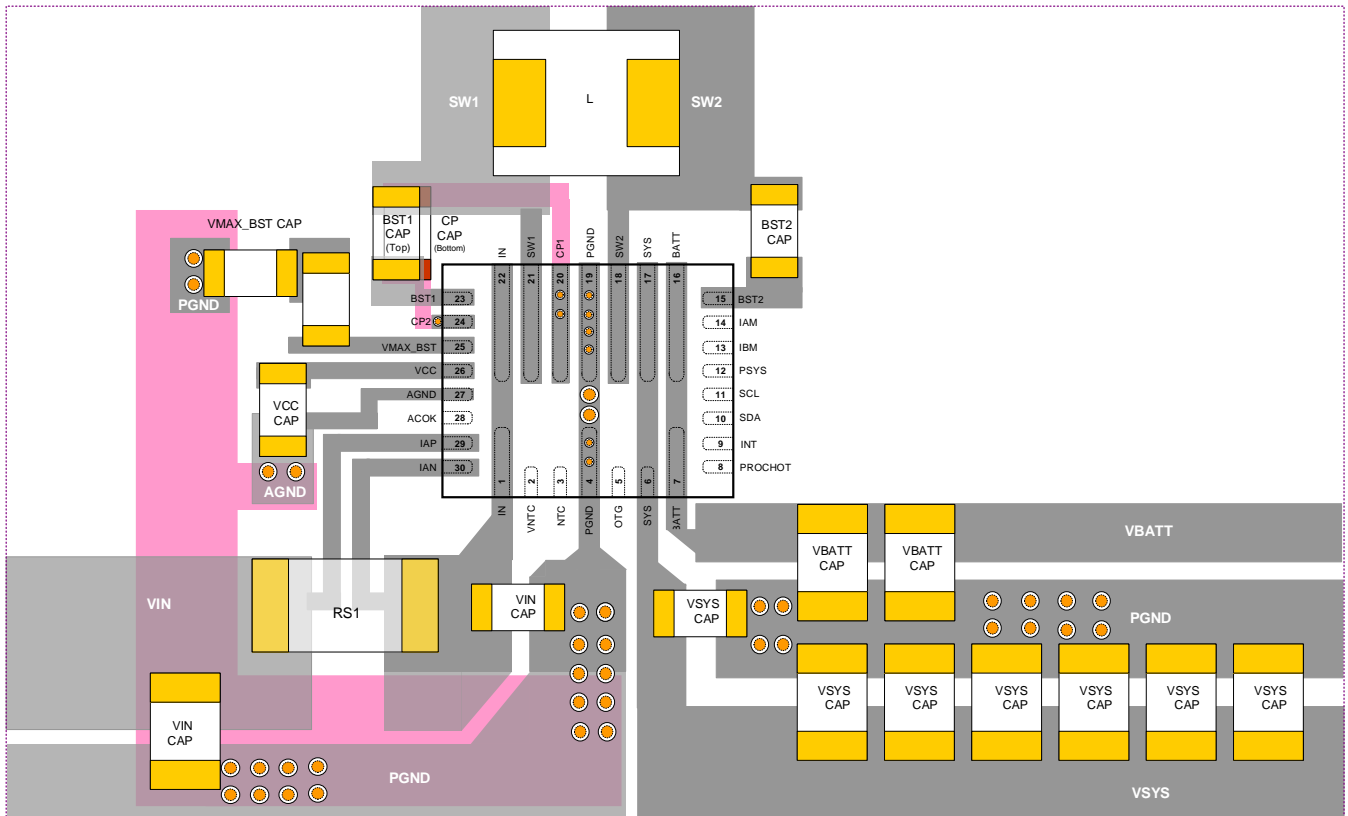 SW1
L
SW2
VMAX_BST CAP
BST1
CAP
(Top)
CP
CAP
(Bottom)
BST2
CAP
IN
SW1
CP1
PGND
SW2
SYS
BATT
22
21
20
19
18
17
16
PGND
BST1 23
CP2 24
VMAX_BST 25
VCC 26
AGND 27
ACOK 28
IAP 29
IAN 30
15 BST2
14 IAM
13 IBM
12 PSYS
11 SCL
10 SDA
9 INT
8 PROCHOT
VCC
CAP
AGND
1
2
3
4
5
6
7
IN
VNTC
NTC
PGND
OTG
SYS
BATT
VBATT
VBATT
CAP
VBATT
CAP
VIN
RS1
VIN
CAP
VSYS
CAP
PGND
VIN
CAP
VSYS
CAP
VSYS
CAP
VSYS
CAP
VSYS
CAP
VSYS
CAP
VSYS
CAP
PGND
VSYS